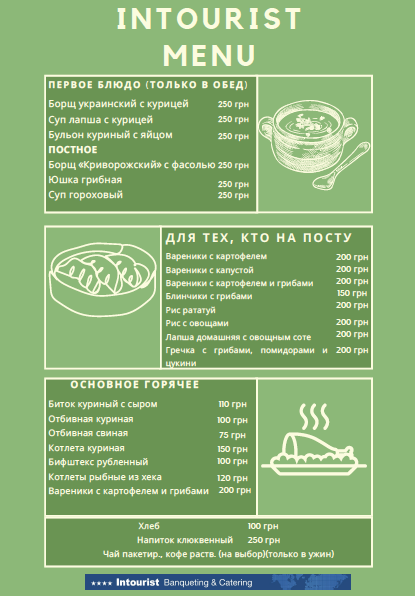 INTOURIST
MENU
ПЕРВОЕ БЛЮДО (ТОЛЬКО В ОБЕД)
Борщ украинский с курицей 250 грн
Суп лапша с курицей 250 грн
Бульон куриный с яйцом 250 грн
ПОСТНОЕ
Борщ «Криворожский» с фасолью 250 грн
Юшка грибная 250 грн
Суп гороховый 250 грн
ДЛЯ ТЕХ, КТО НА ПОСТУ
Вареники с картофелем 200 грн
Вареники с капустой 200 грн
Вареники с картофелем и грибами 200 грн
Блинчики с грибами 150 грн
Рис рататуй 200 грн
Рис с овощами 200 грн
Лапша домашняя с овощным соте 200 грн
Гречка с грибами, помидорами и 200 грн
цукини
ОСНОВНОЕ ГОРЯЧЕЕ
Биток куриный с сыром 110 грн
Отбивная куриная 100 грн
Отбивная свиная 75 грн
Котлета куриная 150 грн
Бифштекс рубленный 100 грн
Котлеты рыбные из хека 120 грн
Вареники с картофелем и грибами 200 грн
Хлеб 100 грн
Напиток клюквенный 250 грн
Чай пакетир., кофе раств. (на выбор)(только в ужин)
★★★★ Intourist Banqueting & Catering